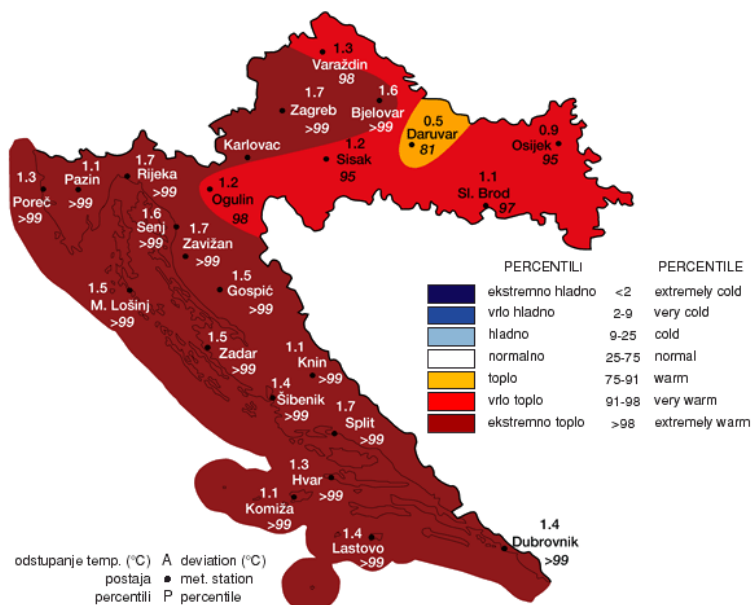 1.3
Varaždin
98
1.7
Zagreb
>99
1.6
Bjelovar
>99
0.5
Daruvar
81
0.9
Osijek
95
Karlovac
1.2
Sisak
95
1.1
Sl. Brod
97
1.3
Poreč
>99
1.1
Pazin
>99
1.7
Rijeka
>99
1.2
Ogulin
98
1.6
Senj
>99
1.7
Zavižan
>99
1.5
Gospić
>99
1.5
M. Lošinj
>99
1.5
Zadar
>99
1.1
Knin
>99
1.4
Šibenik
>99
1.7
Split
>99
1.3
Hvar
>99
1.1
Komiža
>99
1.4
Lastovo
>99
1.4
Dubrovnik
>99
PERCENTILI PERCENTILE
ekstremno hladno <2 extremely cold
vrlo hladno 2-9 very cold
hladno 9-25 cold
normalno 25-75 normal
toplo 75-91 warm
vrlo toplo 91-98 very warm
ekstremno toplo >98 extremely warm
odstupanje temp. (°C) A deviation (°C)
postaja met. station
percentili P percentile